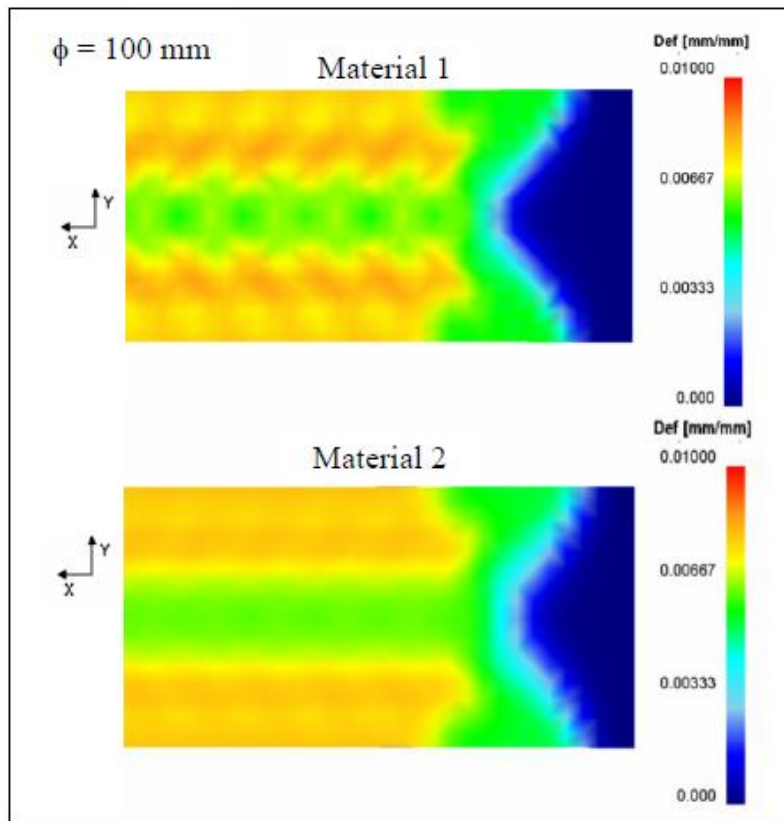 ϕ = 100 mm
Material 1
Def [mm/mm]
0.01000
0.00667
0.00333
0.000
Y
X
Material 2
Def [mm/mm]
0.01000
0.00667
0.00333
0.000
Y
X